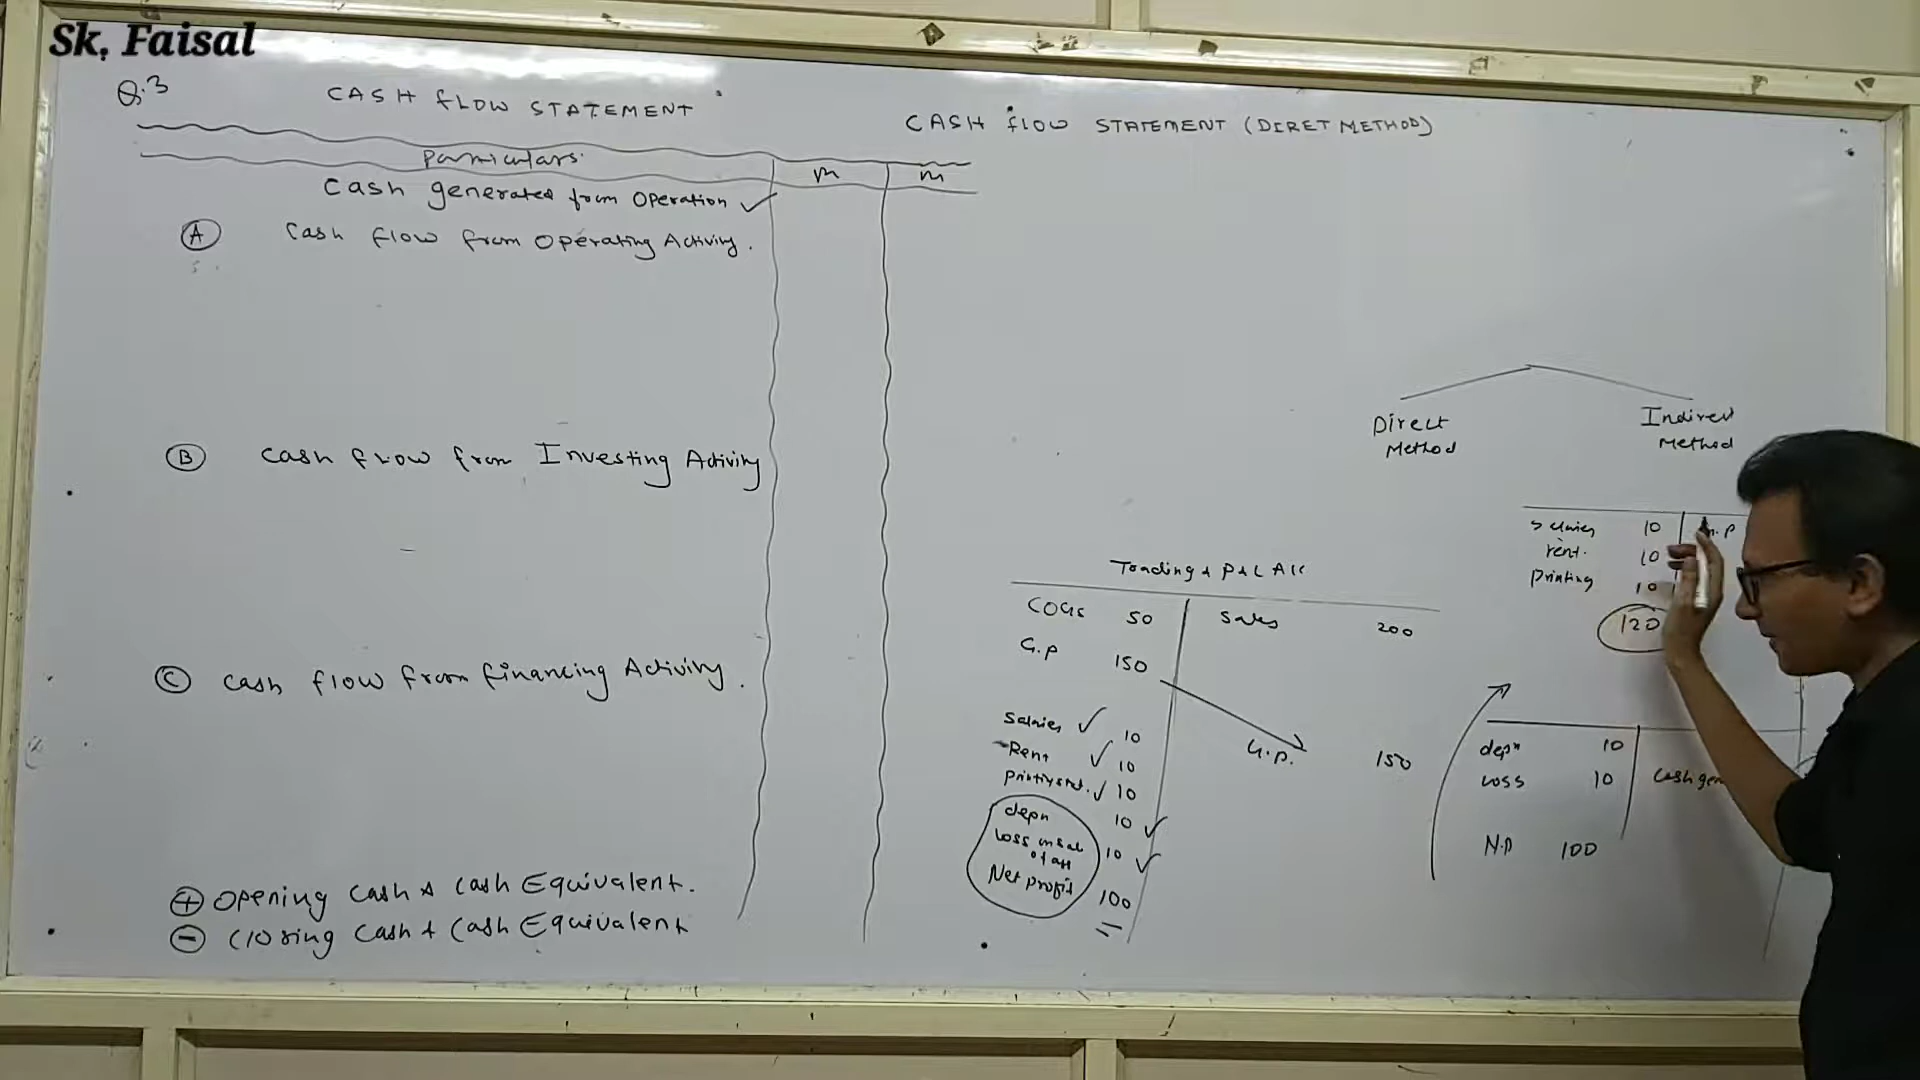 Sk, Faisal
Q.3
CASH fLOW STATEMENT
Particulars
m
m
Cash generated from Operation ✓
A Cash flow from Operating Activity.
B Cash flow from Investing Activity
C Cash flow from financing Activity.
+ Opening Cash & Cash Equivalent.
- Closing Cash & Cash Equivalent
CASH flow STATEMENT (DIRET METHOD)
Direct Method
Indirect Method
Trading & P&L A/c
COGS 50 Sales 200
G.P 150
G.P. 150
Salaries ✓ 10
Rent ✓ 10
✓ 10
depn 10 ✓
Loss on sal of ass 10 ✓
Net profit 100
Salaries 10 G.P
rent. 10
Printing 10
120
depn 10
Loss 10 Cash gen
N.P 100